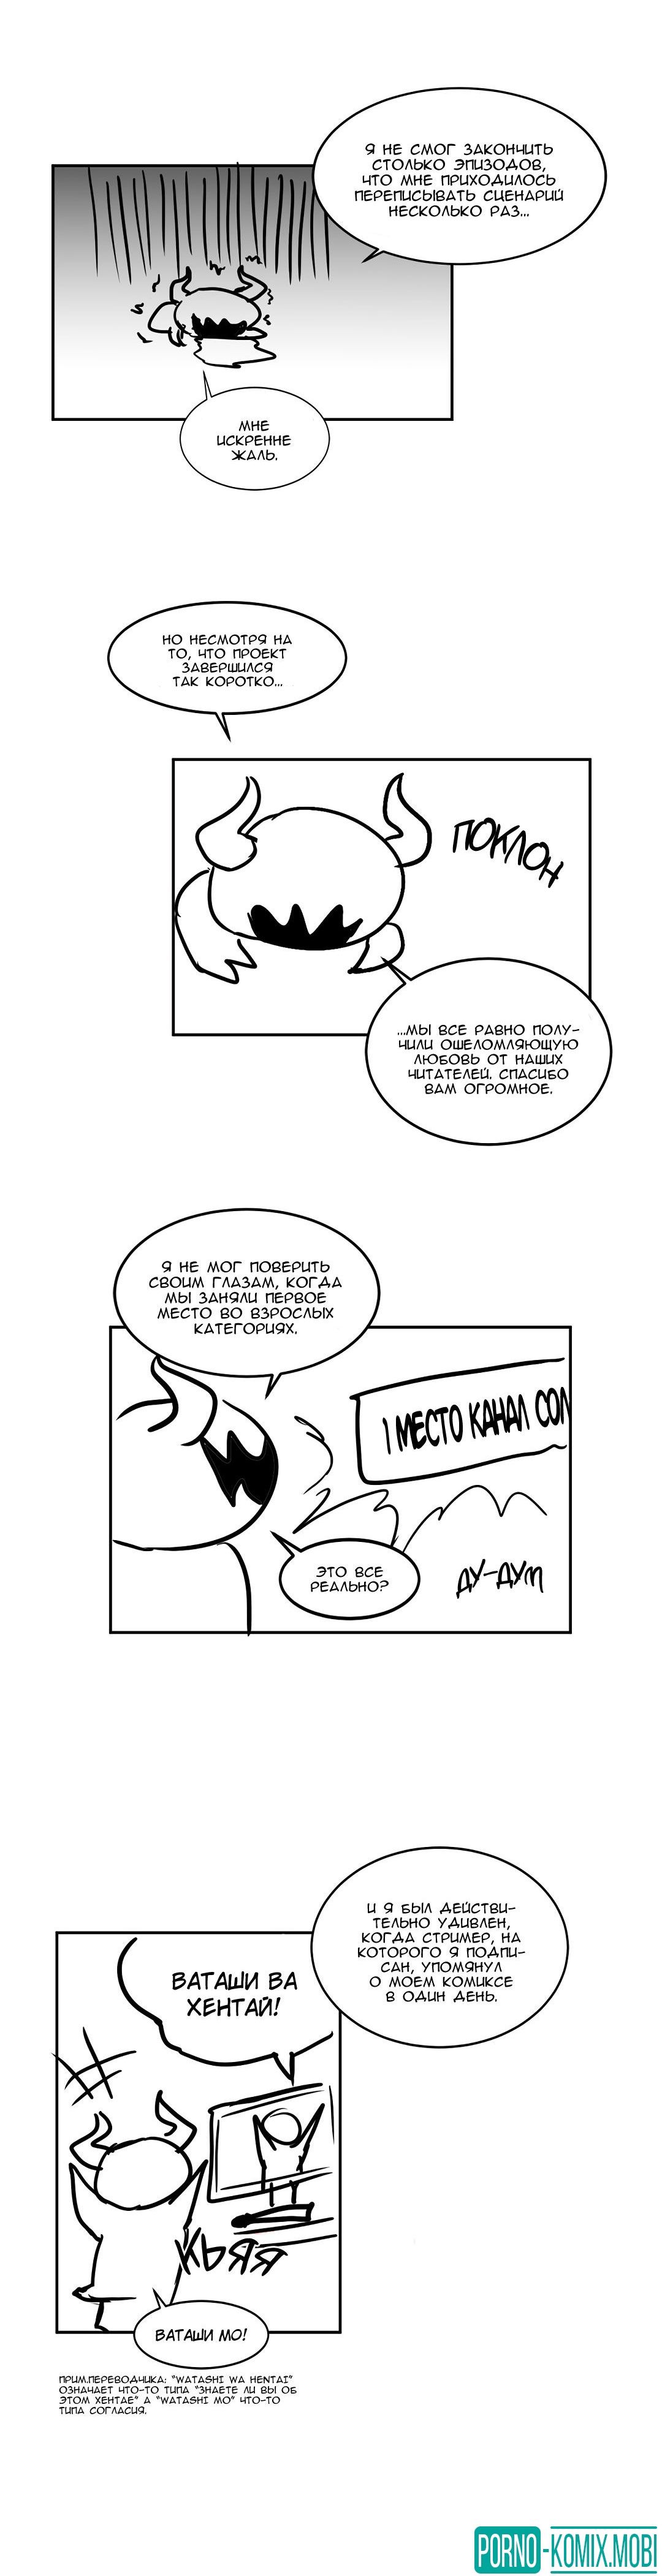 Я НЕ СМОГ ЗАКОНЧИТЬ
СТОЛЬКО ЭПИЗОДОВ,
ЧТО МНЕ ПРИХОДИЛОСЬ
ПЕРЕПИСЫВАТЬ СЦЕНАРИЙ
НЕСКОЛЬКО РАЗ...
МНЕ
ИСКРЕННЕ
ЖАЛЬ.
НО НЕСМОТРЯ НА
ТО, ЧТО ПРОЕКТ
ЗАВЕРШИЛСЯ
ТАК КОРОТКО...
ПОКЛОН
...МЫ ВСЕ РАВНО ПОЛУ-
ЧИЛИ ОШЕЛОМЛЯЮЩУЮ
ЛЮБОВЬ ОТ НАШИХ
ЧИТАТЕЛЕЙ. СПАСИБО
ВАМ ОГРОМНОЕ.
Я НЕ МОГ ПОВЕРИТЬ
СВОИМ ГЛАЗАМ, КОГДА
МЫ ЗАНЯЛИ ПЕРВОЕ
МЕСТО ВО ВЗРОСЛЫХ
КАТЕГОРИЯХ.
1 МЕСТО КАНАЛ СОЛ
ЭТО ВСЕ
РЕАЛЬНО?
ДУ-ДУМ
И Я БЫЛ ДЕЙСТВИ-
ТЕЛЬНО УДИВЛЕН,
КОГДА СТРИМЕР, НА
КОТОРОГО Я ПОДПИ-
САН, УПОМЯНУЛ
О МОЕМ КОМИКСЕ
В ОДИН ДЕНЬ.
ВАТАШИ ВА
ХЕНТАЙ!
КЬЯЯ
ВАТАШИ МО!
ПРИМ.ПЕРЕВОДЧИКА: "WATASHI WA HENTAI"
ОЗНАЧАЕТ ЧТО-ТО ТИПА "ЗНАЕТЕ ЛИ ВЫ ОБ
ЭТОМ ХЕНТАЕ" А "WATASHI MO" ЧТО-ТО
ТИПА СОГЛАСИЯ.
PORNO-KOMIX.MOBI